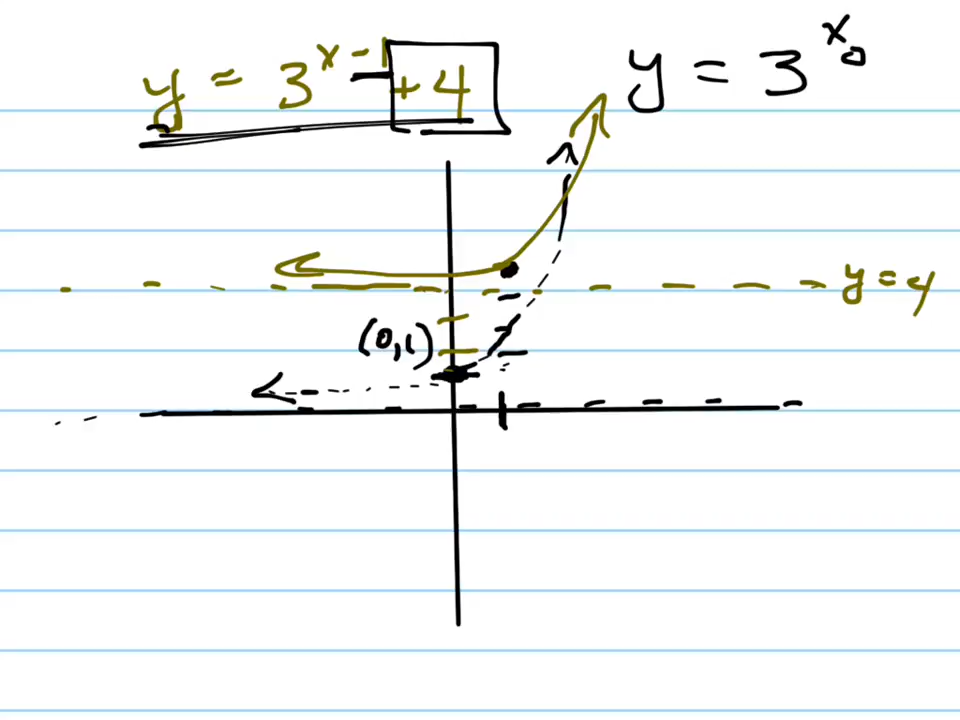 y = 3^(x-1) + 4
y = 3^x
y = 4
(0,1)